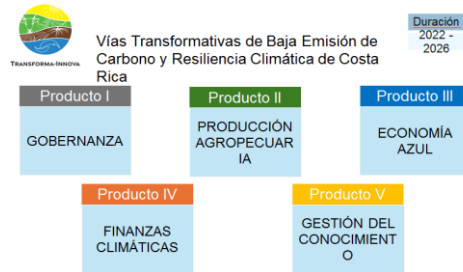 Duración
2022 -
2026
Vías Transformativas de Baja Emisión de
Carbono y Resiliencia Climática de Costa
Rica
TRANSFORMA-INNOVA
Producto I
GOBERNANZA
Producto II
PRODUCCIÓN
AGROPECUAR
IA
Producto III
ECONOMÍA
AZUL
Producto IV
FINANZAS
CLIMÁTICAS
Producto V
GESTIÓN DEL
CONOCIMIENT
O